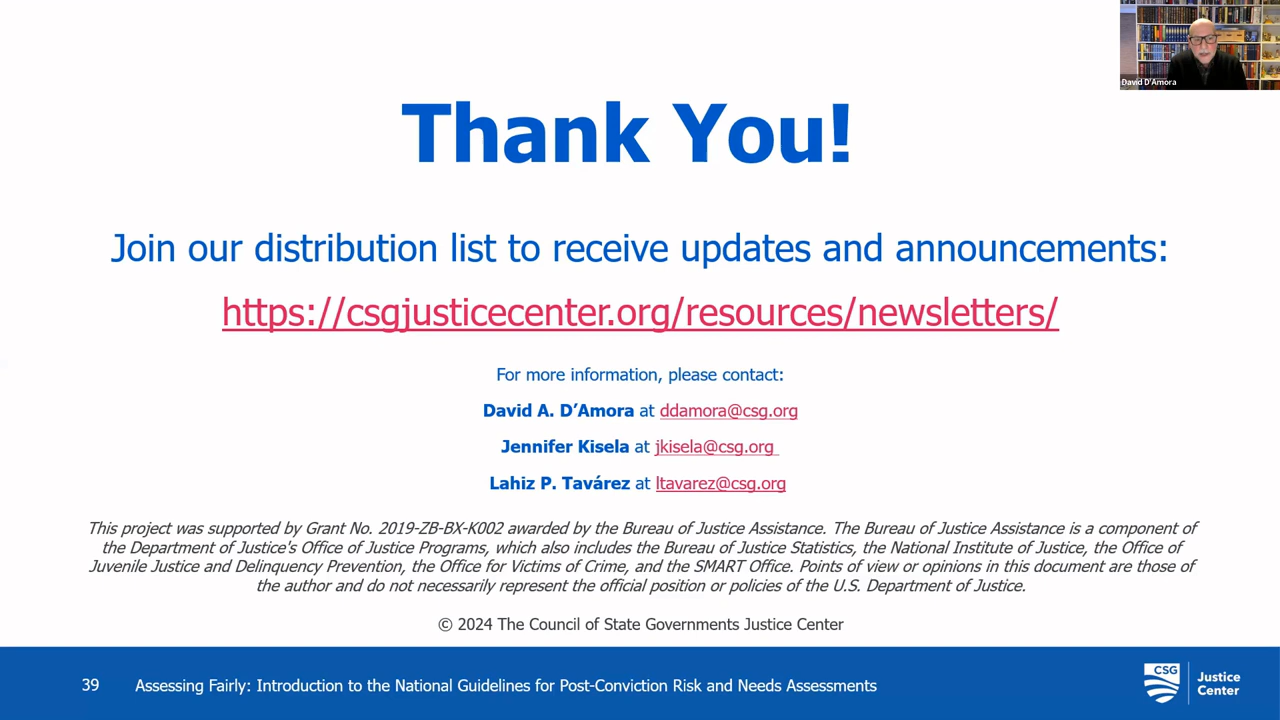 David D'Amora
Thank You!
Join our distribution list to receive updates and announcements:
https://csgjusticecenter.org/resources/newsletters/
For more information, please contact:
David A. D’Amora at ddamora@csg.org
Jennifer Kisela at jkisela@csg.org
Lahiz P. Tavárez at ltavarez@csg.org
This project was supported by Grant No. 2019-ZB-BX-K002 awarded by the Bureau of Justice Assistance. The Bureau of Justice Assistance is a component of
the Department of Justice's Office of Justice Programs, which also includes the Bureau of Justice Statistics, the National Institute of Justice, the Office of
Juvenile Justice and Delinquency Prevention, the Office for Victims of Crime, and the SMART Office. Points of view or opinions in this document are those of
the author and do not necessarily represent the official position or policies of the U.S. Department of Justice.
© 2024 The Council of State Governments Justice Center
39 Assessing Fairly: Introduction to the National Guidelines for Post-Conviction Risk and Needs Assessments
CSG
Justice
Center